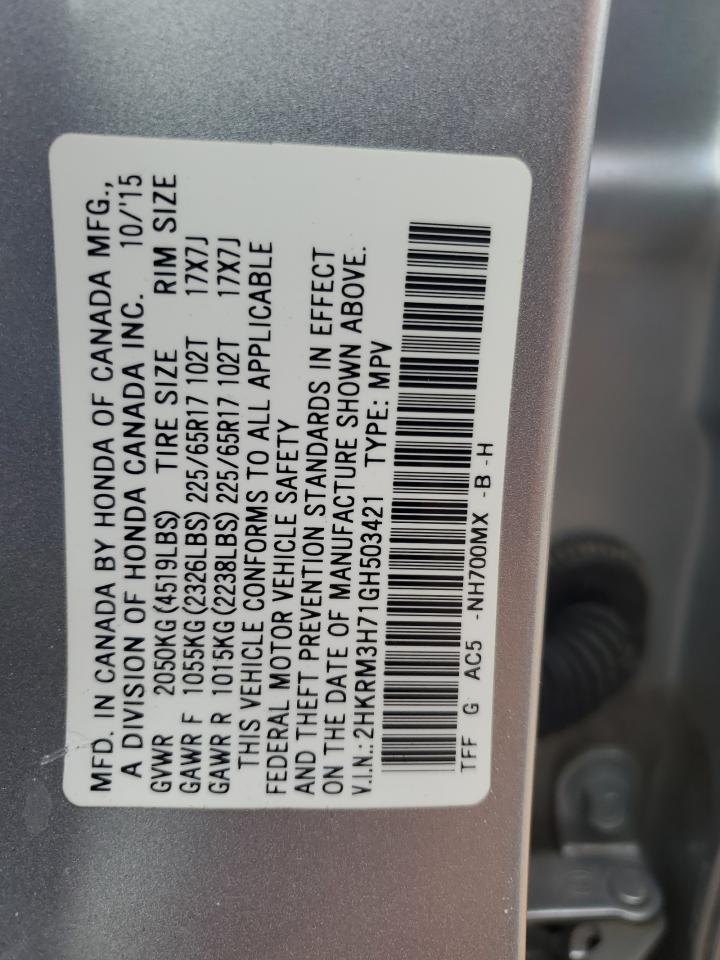 MFD. IN CANADA BY HONDA OF CANADA MFG.,
A DIVISION OF HONDA CANADA INC. 10/'15
GVWR 2050KG(4519LBS) TIRE SIZE RIM SIZE
GAWR F 1055KG(2326LBS) 225/65R17 102T 17X7J
GAWR R 1015KG(2238LBS) 225/65R17 102T 17X7J
THIS VEHICLE CONFORMS TO ALL APPLICABLE
FEDERAL MOTOR VEHICLE SAFETY
AND THEFT PREVENTION STANDARDS IN EFFECT
ON THE DATE OF MANUFACTURE SHOWN ABOVE.
V.I.N.:2HKRM3H71GH503421 TYPE: MPV
TFF G AC5 -NH700MX -B -H